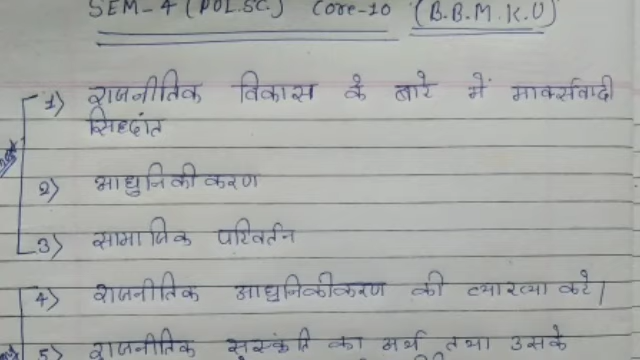 SEM-4 (POL.SC.) Core-10 (B.B.M.K.U)
1) राजनीतिक विकास के बारे में मार्क्सवादी
सिध्दांत
2) आधुनिकीकरण
3) सामाजिक परिवर्तन
4) राजनीतिक आधुनिकीकरण की व्याख्या करे।
5) राजनीतिक संस्कृति का अर्थ तथा उसके